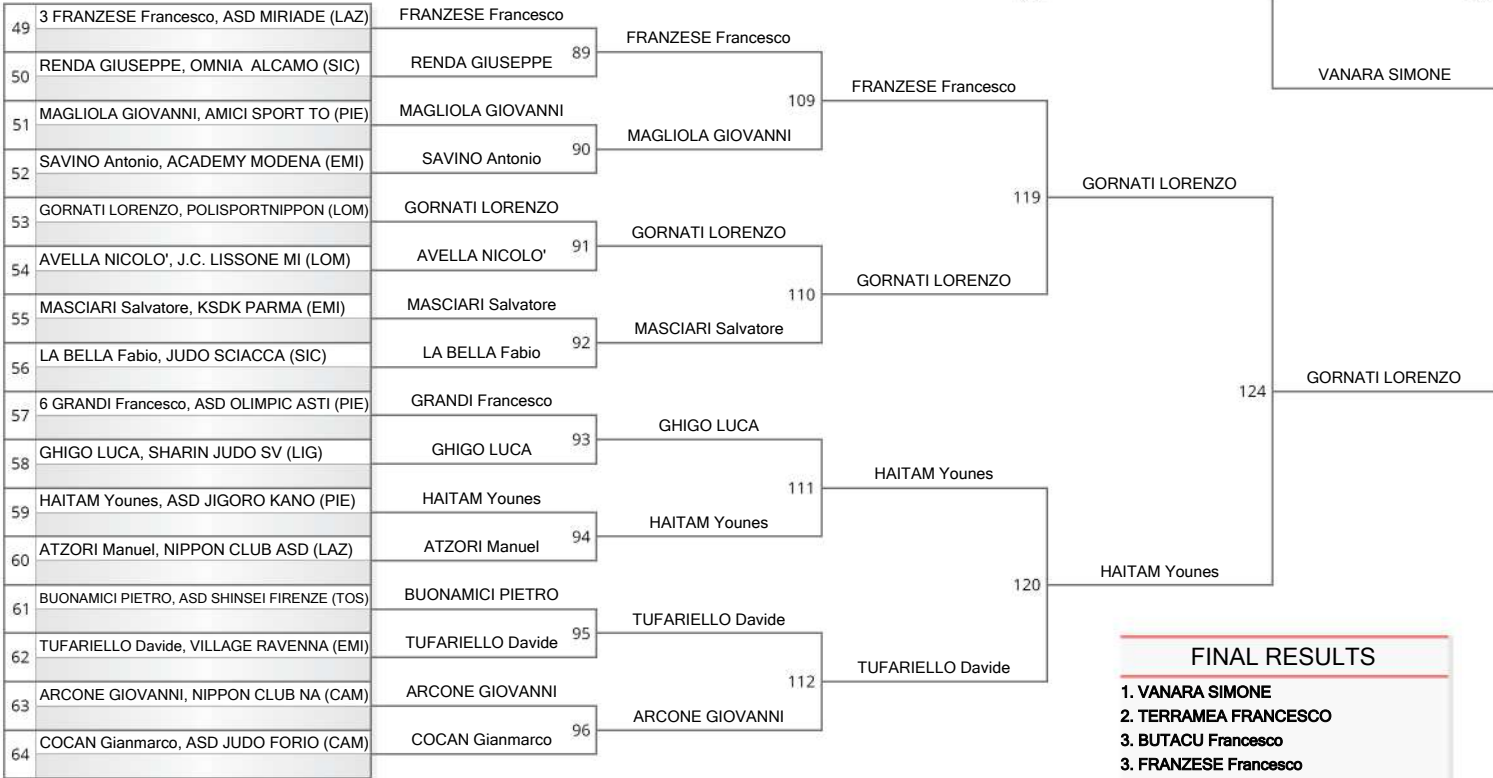 49 3 FRANZESE Francesco, ASD MIRIADE (LAZ)
50 RENDA GIUSEPPE, OMNIA ALCAMO (SIC)
51 MAGLIOLA GIOVANNI, AMICI SPORT TO (PIE)
52 SAVINO Antonio, ACADEMY MODENA (EMI)
53 GORNATI LORENZO, POLISPORTNIPPON (LOM)
54 AVELLA NICOLO', J.C. LISSONE MI (LOM)
55 MASCIARI Salvatore, KSDK PARMA (EMI)
56 LA BELLA Fabio, JUDO SCIACCA (SIC)
57 6 GRANDI Francesco, ASD OLIMPIC ASTI (PIE)
58 GHIGO LUCA, SHARIN JUDO SV (LIG)
59 HAITAM Younes, ASD JIGORO KANO (PIE)
60 ATZORI Manuel, NIPPON CLUB ASD (LAZ)
61 BUONAMICI PIETRO, ASD SHINSEI FIRENZE (TOS)
62 TUFARIELLO Davide, VILLAGE RAVENNA (EMI)
63 ARCONE GIOVANNI, NIPPON CLUB NA (CAM)
64 COCAN Gianmarco, ASD JUDO FORIO (CAM)
FRANZESE Francesco
89
RENDA GIUSEPPE
MAGLIOLA GIOVANNI
90
SAVINO Antonio
GORNATI LORENZO
91
AVELLA NICOLO'
MASCIARI Salvatore
92
LA BELLA Fabio
GRANDI Francesco
93
GHIGO LUCA
HAITAM Younes
94
ATZORI Manuel
BUONAMICI PIETRO
95
TUFARIELLO Davide
ARCONE GIOVANNI
96
COCAN Gianmarco
FRANZESE Francesco
109
MAGLIOLA GIOVANNI
GORNATI LORENZO
110
MASCIARI Salvatore
GHIGO LUCA
111
HAITAM Younes
TUFARIELLO Davide
112
ARCONE GIOVANNI
FRANZESE Francesco
119
GORNATI LORENZO
HAITAM Younes
120
TUFARIELLO Davide
GORNATI LORENZO
124
HAITAM Younes
VANARA SIMONE
GORNATI LORENZO
FINAL RESULTS
1. VANARA SIMONE
2. TERRAMEA FRANCESCO
3. BUTACU Francesco
3. FRANZESE Francesco